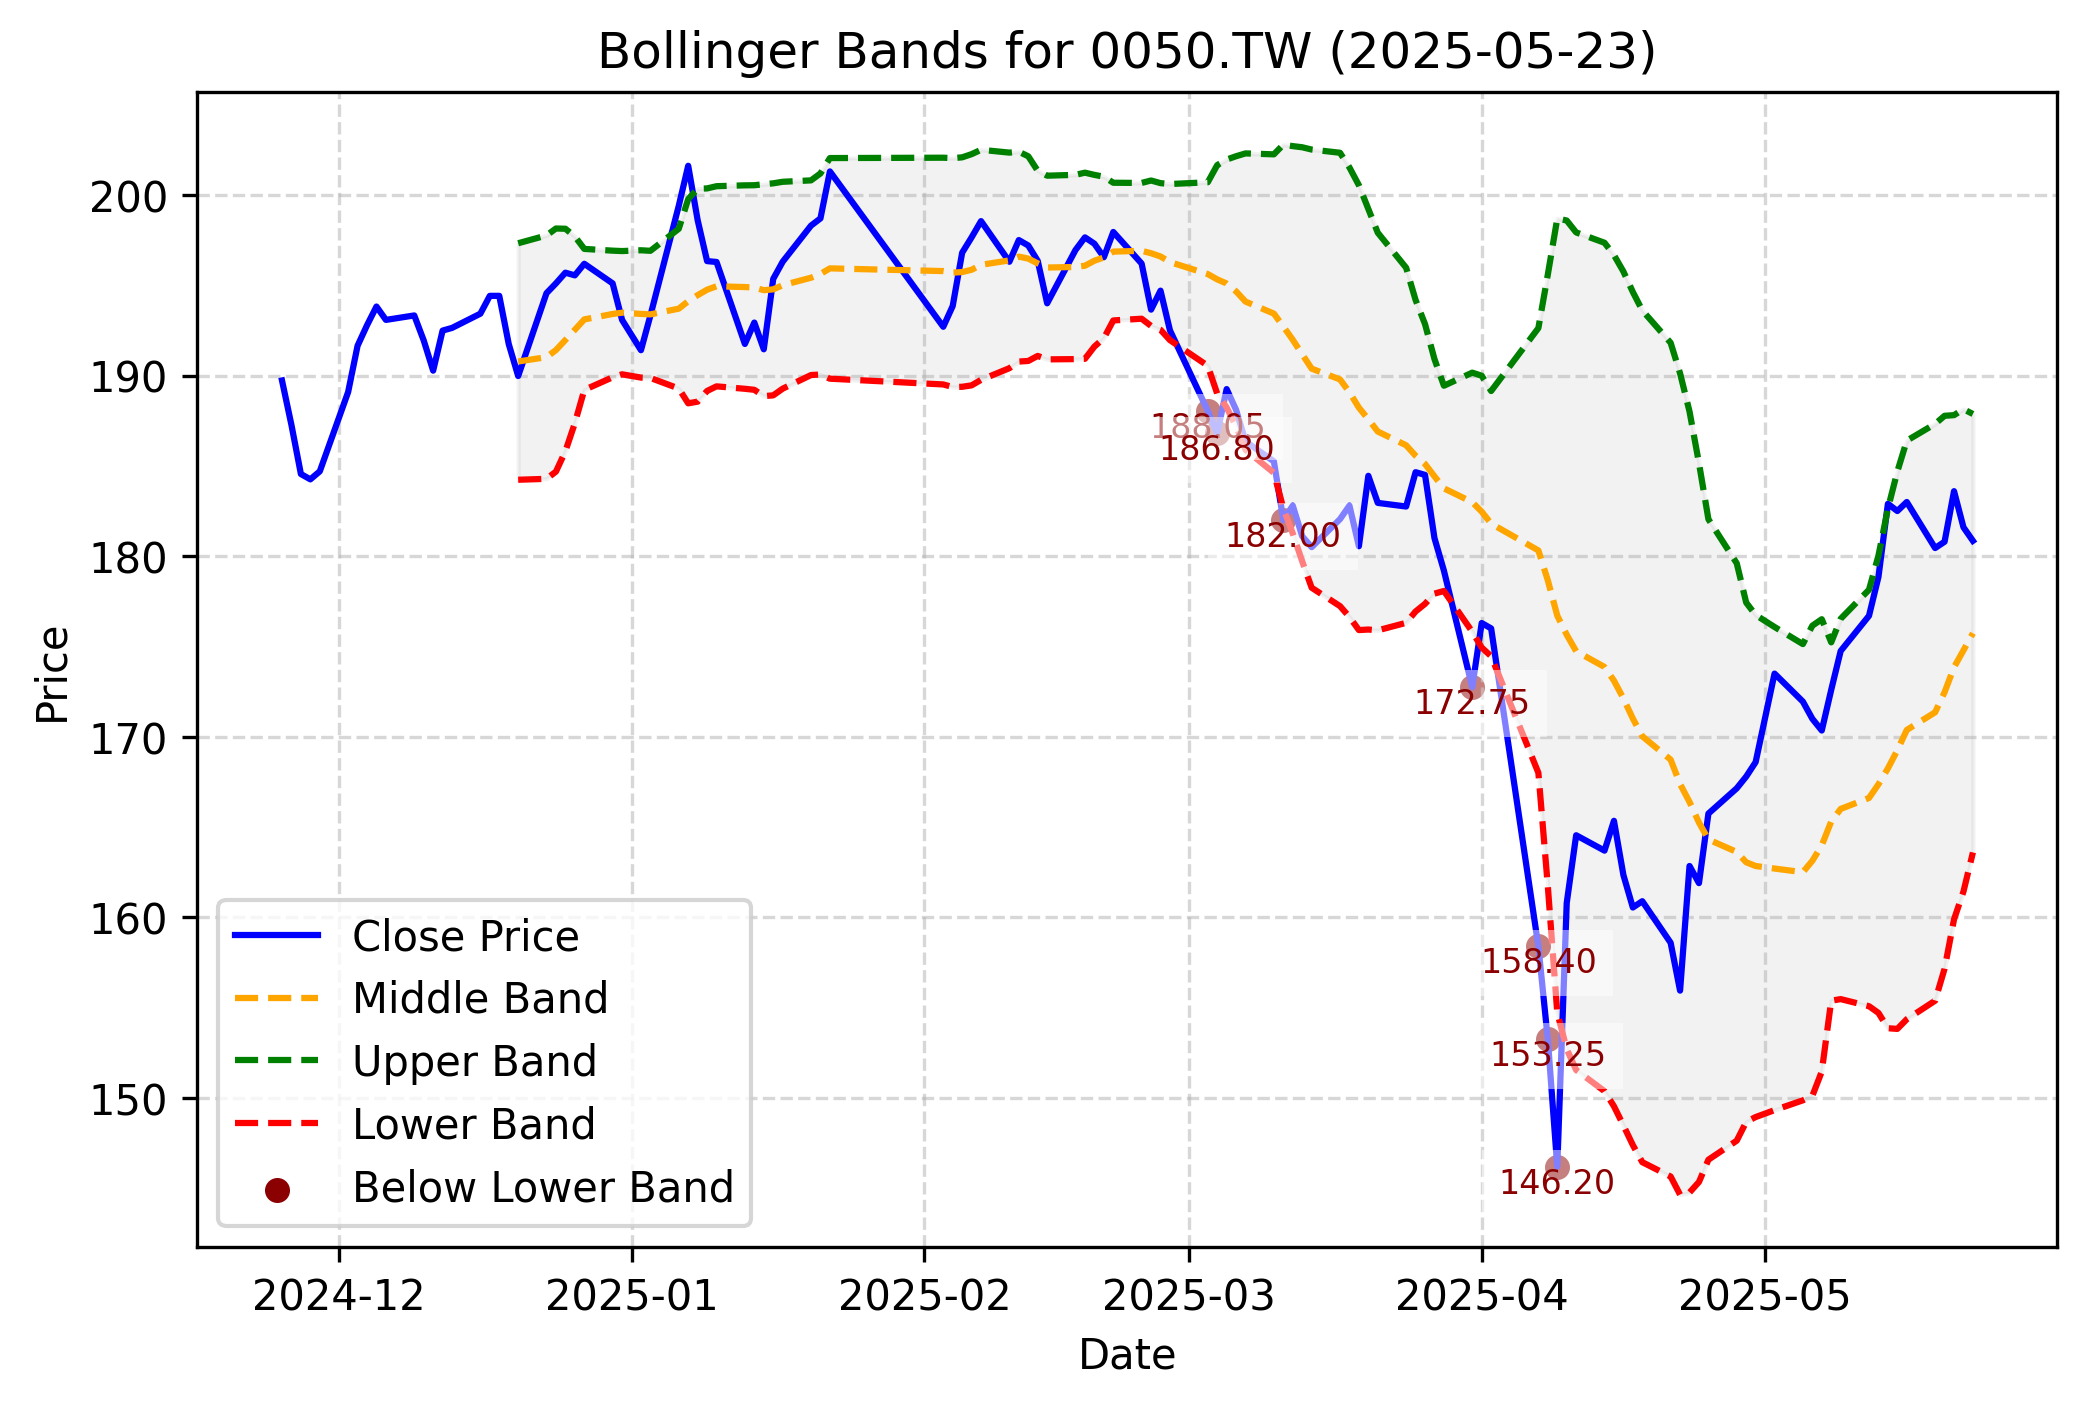 Bollinger Bands for 0050.TW (2025-05-23)
200
190
180
170
160
150
Price
188.05
186.80
182.00
172.75
158.40
153.25
146.20
Close Price
Middle Band
Upper Band
Lower Band
Below Lower Band
2024-12
2025-01
2025-02
2025-03
2025-04
2025-05
Date